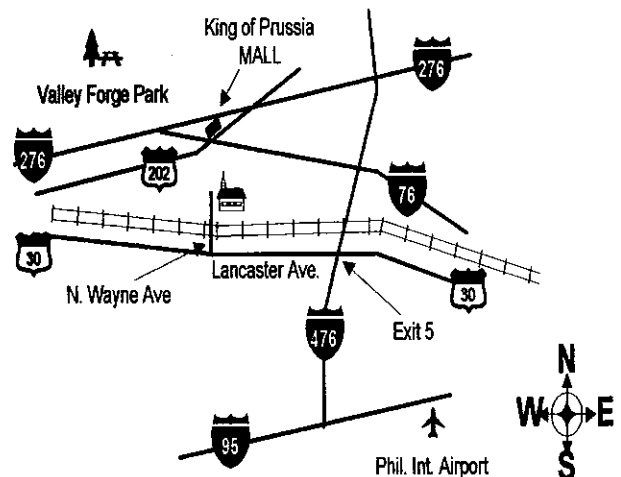 King of Prussia
MALL
276
Valley Forge Park
276
202
76
30
Lancaster Ave.
N. Wayne Ave
30
476
Exit 5
N
W E
S
95
Phil. Int. Airport